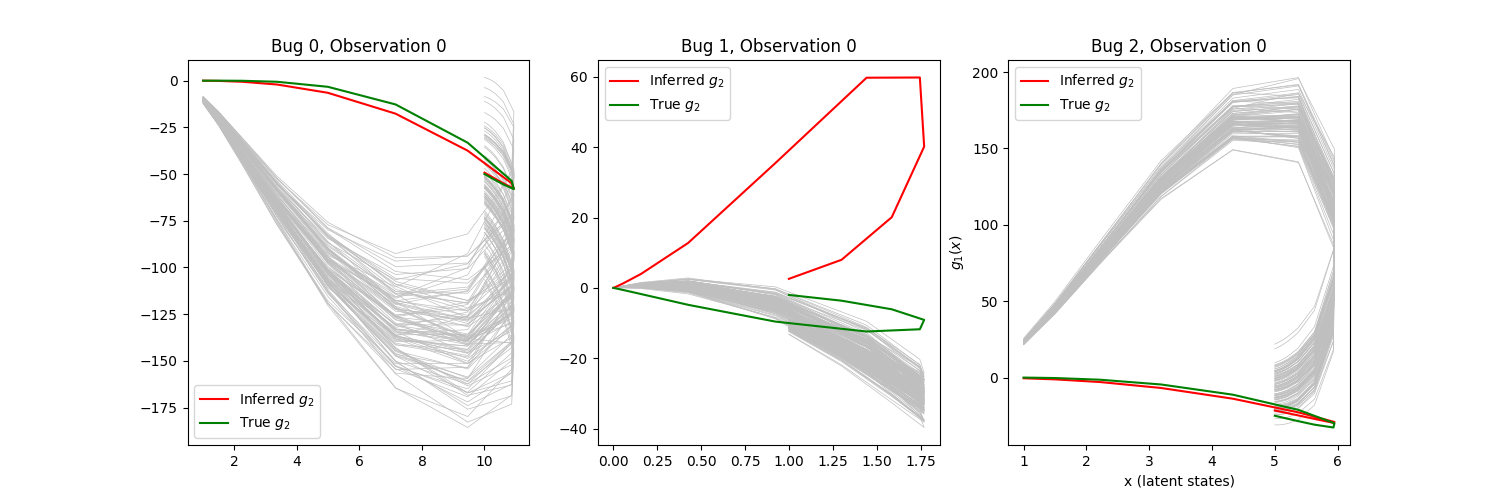 Bug 0, Observation 0
0
−25
−50
−75
−100
−125
−150
−175
Inferred g₂
True g₂
2 4 6 8 10
Bug 1, Observation 0
Inferred g₂
True g₂
60
40
20
0
−20
−40
0.00 0.25 0.50 0.75 1.00 1.25 1.50 1.75
Bug 2, Observation 0
Inferred g₂
True g₂
200
150
100
50
0
g₁(x)
1 2 3 4 5 6
x (latent states)